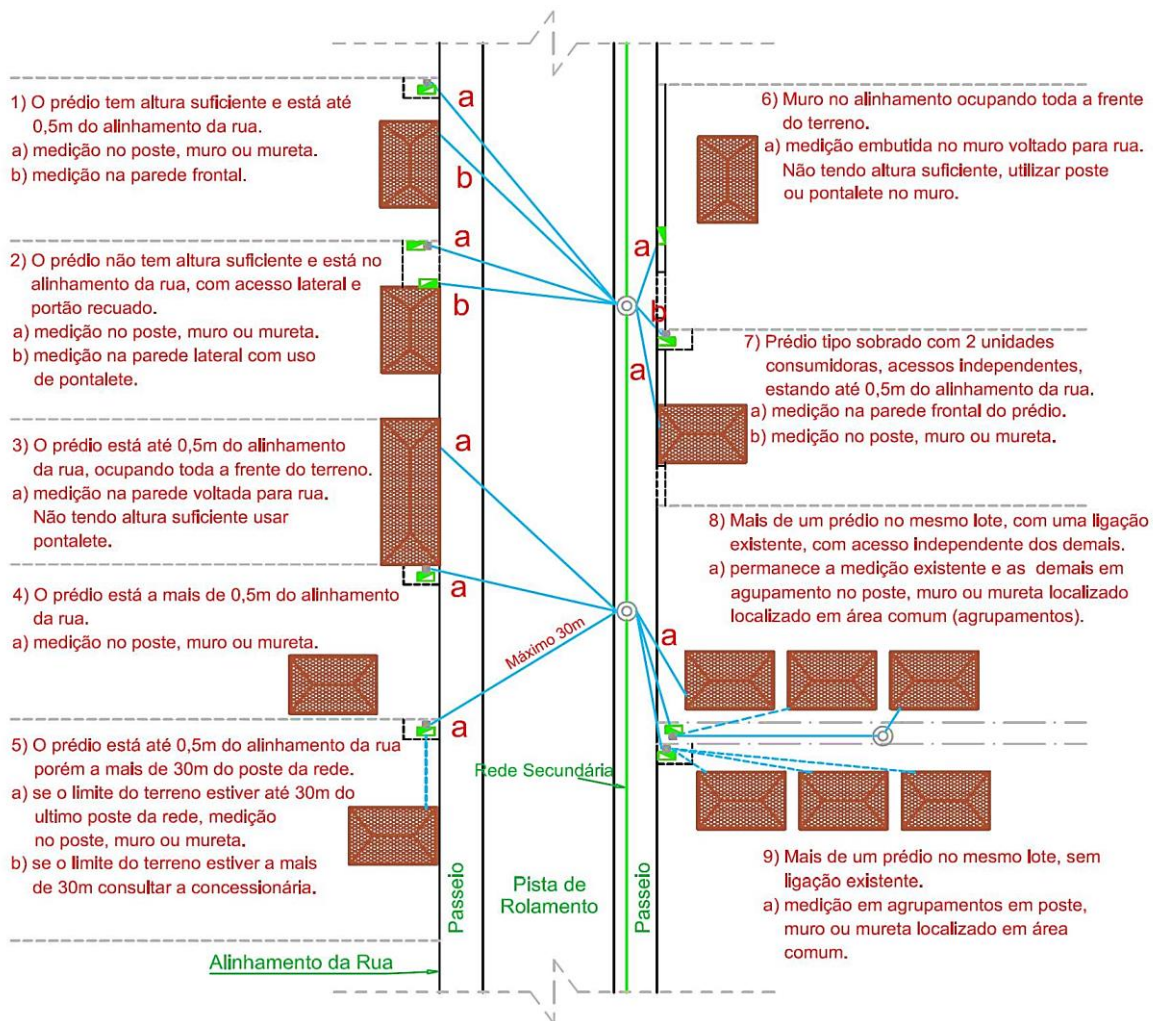 1) O prédio tem altura suficiente e está até
0,5m do alinhamento da rua.
a) medição no poste, muro ou mureta.
b) medição na parede frontal.
a
b
2) O prédio não tem altura suficiente e está no
alinhamento da rua, com acesso lateral e
portão recuado.
a) medição no poste, muro ou mureta.
b) medição na parede lateral com uso
de pontalete.
a
b
3) O prédio está até 0,5m do alinhamento
da rua, ocupando toda a frente do terreno.
a) medição na parede voltada para rua.
Não tendo altura suficiente usar
pontalete.
a
4) O prédio está a mais de 0,5m do alinhamento
da rua.
a) medição no poste, muro ou mureta.
a
Máximo 30m
5) O prédio está até 0,5m do alinhamento da rua
porém a mais de 30m do poste da rede.
a) se o limite do terreno estiver até 30m do
ultimo poste da rede, medição
no poste, muro ou mureta.
b) se o limite do terreno estiver a mais
de 30m consultar a concessionária.
a
Alinhamento da Rua
Passeio
Pista de
Rolamento
Rede Secundária
Passeio
6) Muro no alinhamento ocupando toda a frente
do terreno.
a) medição embutida no muro voltado para rua.
Não tendo altura suficiente, utilizar poste
ou pontalete no muro.
a
b
7) Prédio tipo sobrado com 2 unidades
consumidoras, acessos independentes,
estando até 0,5m do alinhamento da rua.
a) medição na parede frontal do prédio.
b) medição no poste, muro ou mureta.
a
8) Mais de um prédio no mesmo lote, com uma ligação
existente, com acesso independente dos demais.
a) permanece a medição existente e as demais em
agupamento no poste, muro ou mureta localizado
localizado em área comum (agrupamentos).
a
9) Mais de um prédio no mesmo lote, sem
ligação existente.
a) medição em agrupamentos em poste,
muro ou mureta localizado em área
comum.